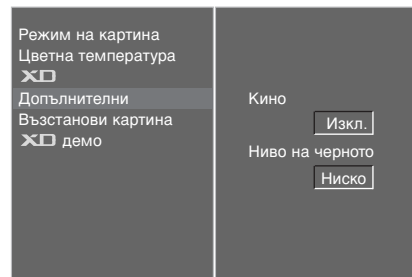 Режим на картина
Цветна температура
XD
Допълнителни
Възстанови картина
XD демо
Кино
Изкл.
Ниво на черното
Ниско